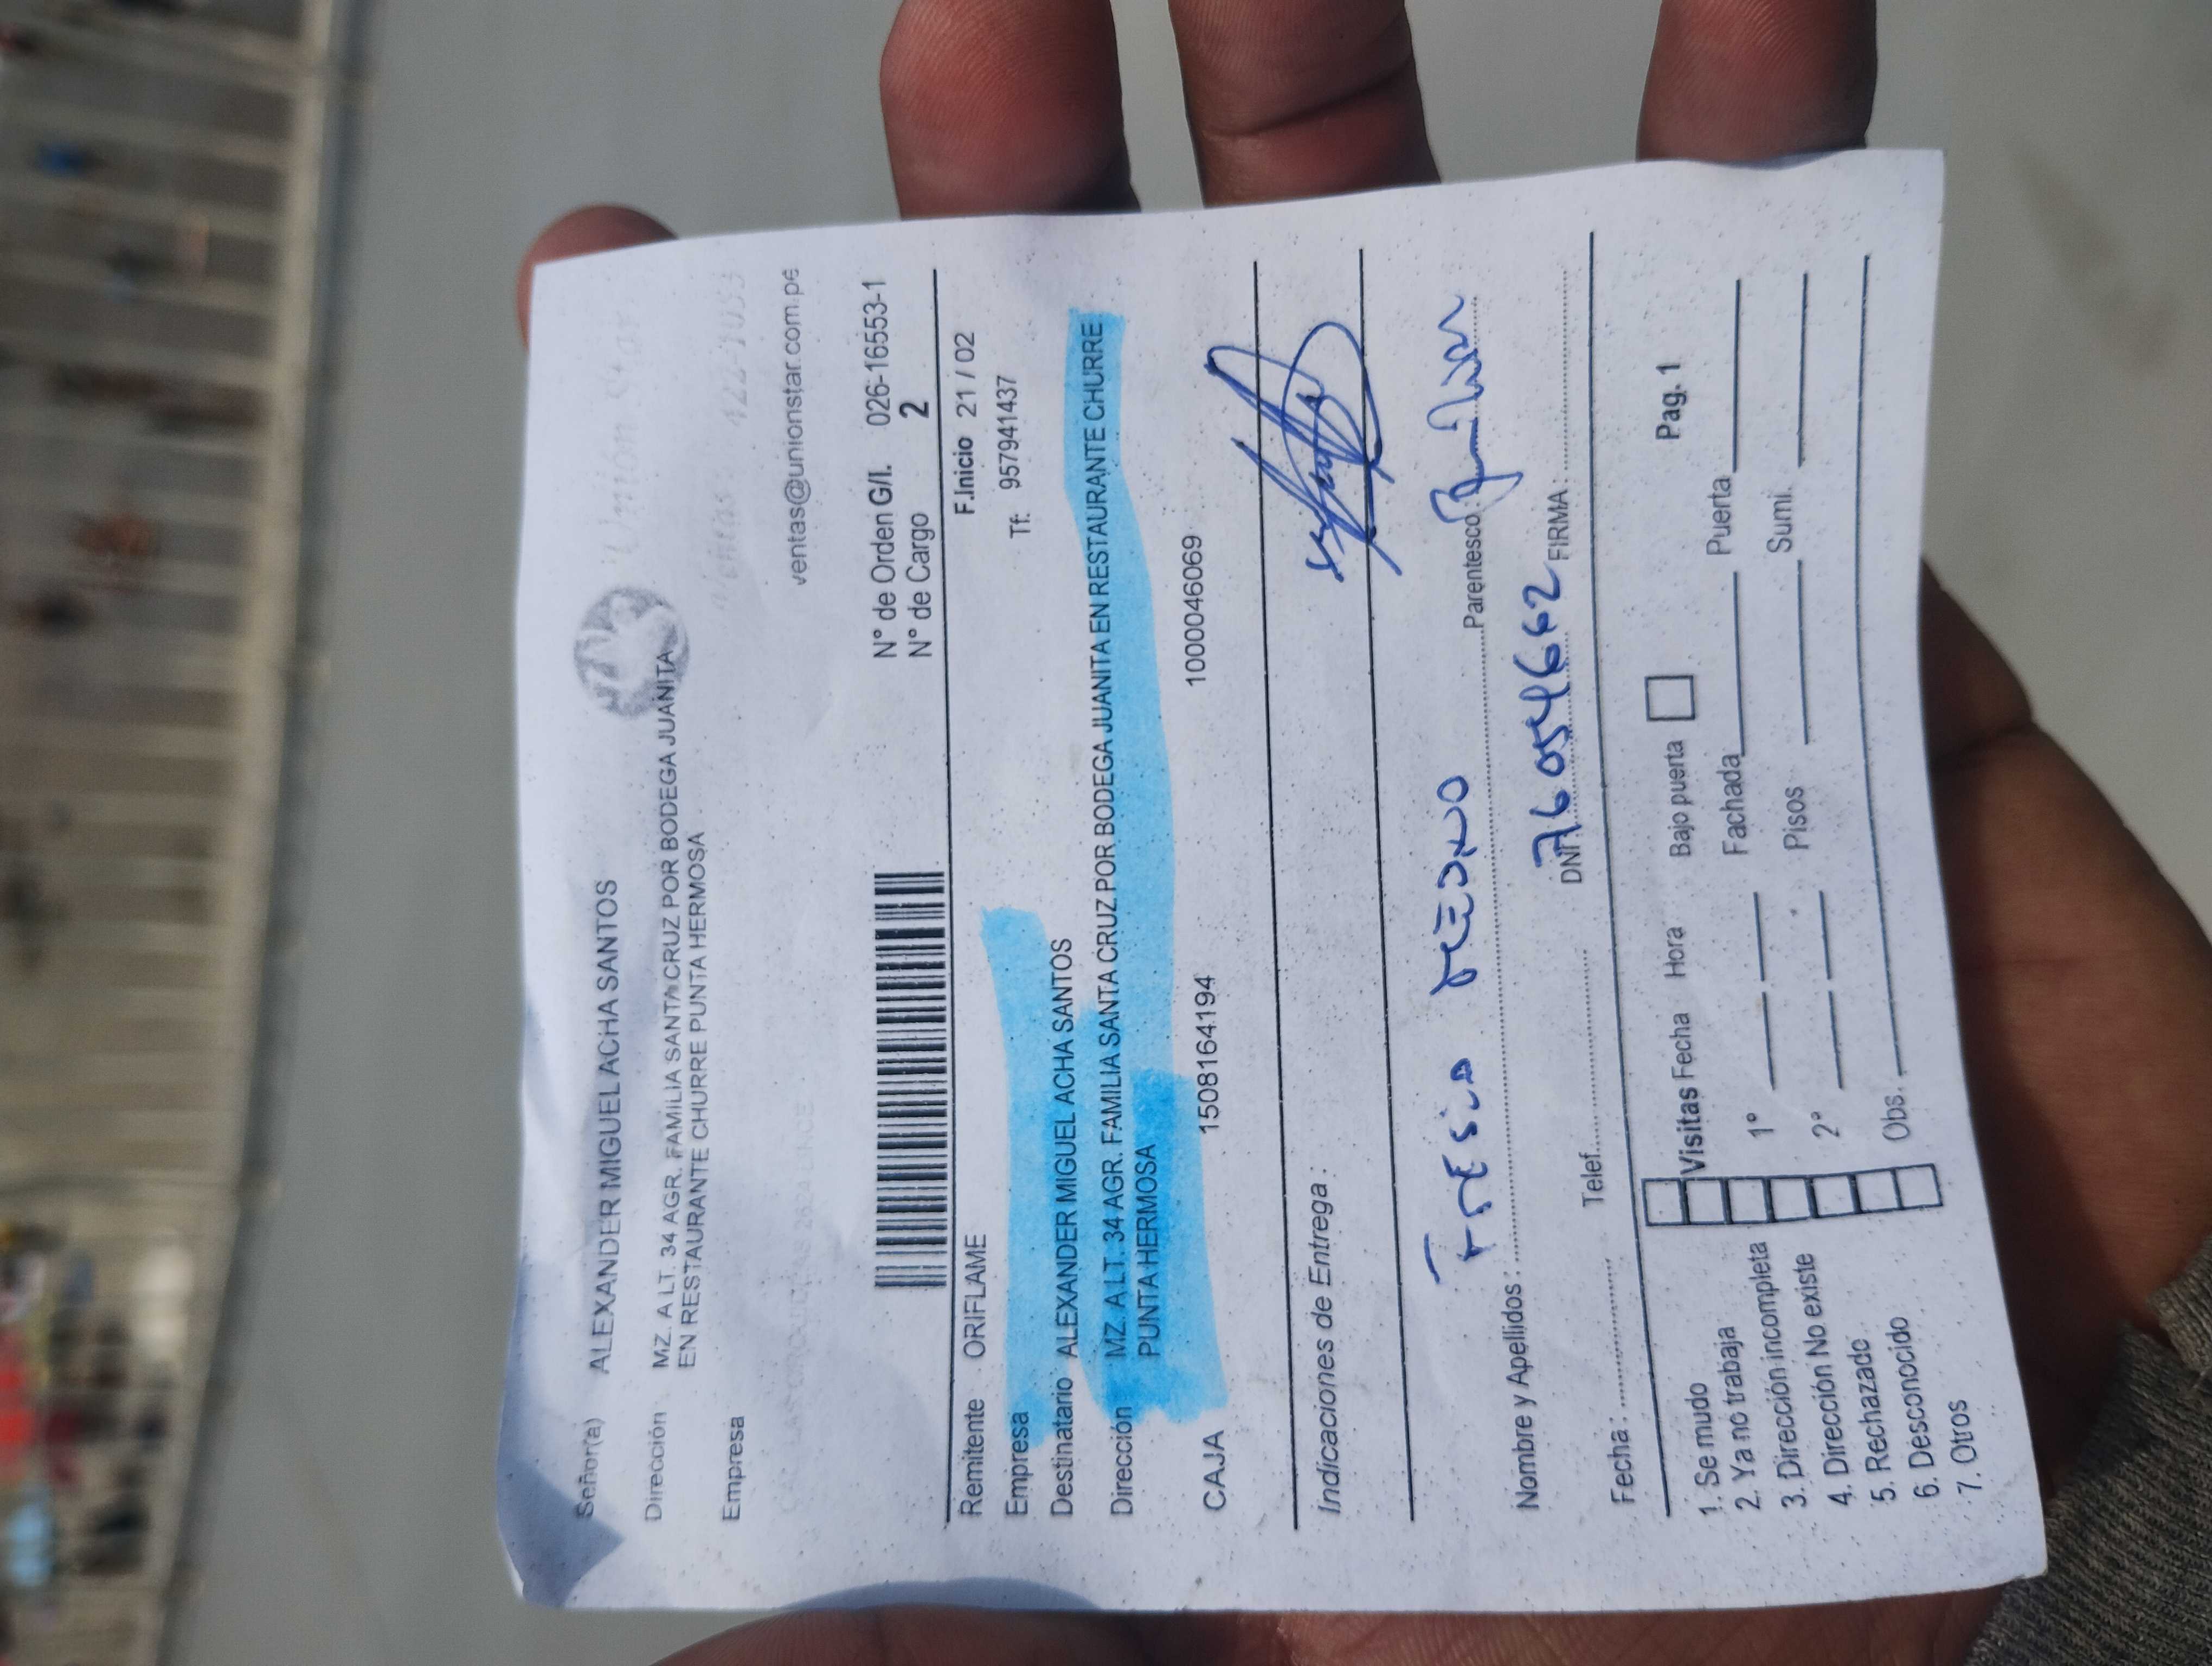 Unión Star
Señor(a) ALEXANDER MIGUEL ACHA SANTOS
Dirección MZ. A LT. 34 AGR. FAMILIA SANTA CRUZ POR BODEGA JUANITA
EN RESTAURANTE CHURRE PUNTA HERMOSA
Ventas
Empresa
ventas@unionstar.com.pe
N° de Orden G/I. 026-16553-1
N° de Cargo 2
Remitente ORIFLAME F.Inicio 21 / 02
Empresa Tf. 957941437
Destinatario ALEXANDER MIGUEL ACHA SANTOS
Dirección MZ. A LT. 34 AGR. FAMILIA SANTA CRUZ POR BODEGA JUANITA EN RESTAURANTE CHURRE
PUNTA HERMOSA
CAJA 1508164194 1000046069
Indicaciones de Entrega :
Nombre y Apellidos : Parentesco
Fecha : Telef. DNI 76054662 FIRMA:
1. Se mudo
2. Ya no trabaja
3. Dirección incompleta
4. Dirección No existe
5. Rechazado
6. Desconocido
7. Otros
Visitas Fecha Hora Bajo puerta Pag. 1
1° Fachada Puerta
2° Pisos Sumi.
Obs.